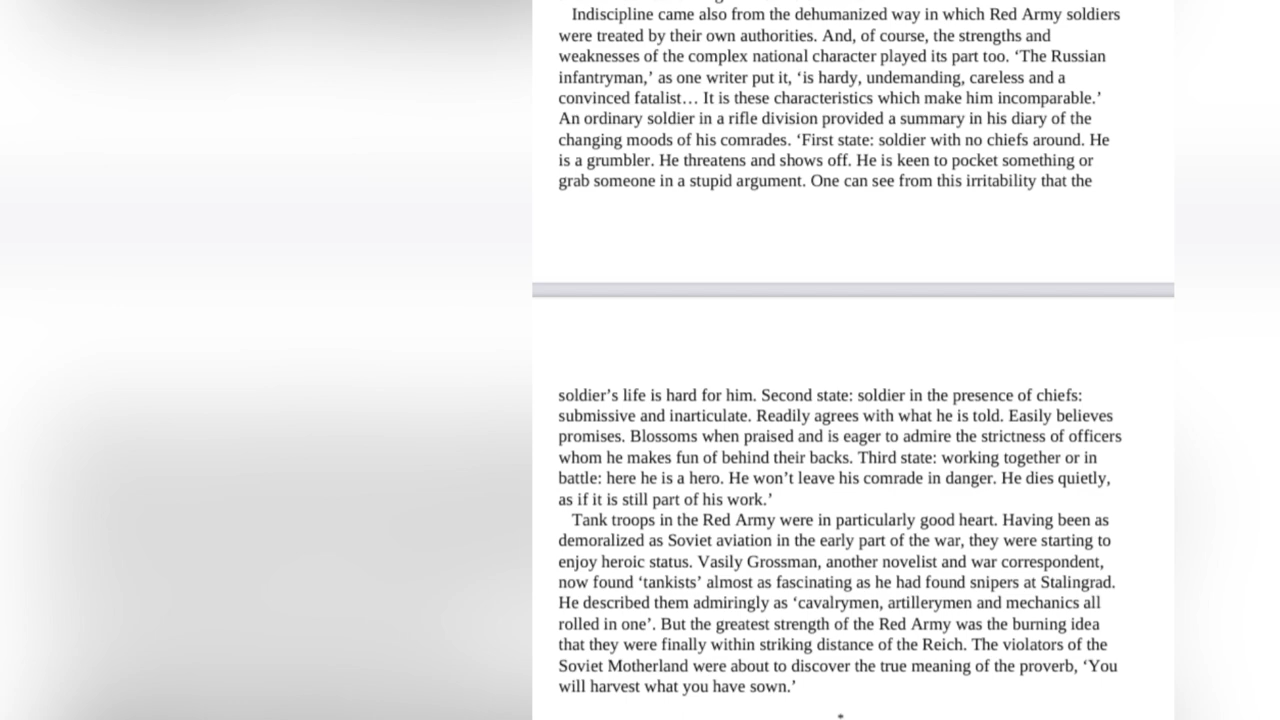 Indiscipline came also from the dehumanized way in which Red Army soldiers
were treated by their own authorities. And, of course, the strengths and
weaknesses of the complex national character played its part too. ‘The Russian
infantryman,’ as one writer put it, ‘is hardy, undemanding, careless and a
convinced fatalist… It is these characteristics which make him incomparable.’
An ordinary soldier in a rifle division provided a summary in his diary of the
changing moods of his comrades. ‘First state: soldier with no chiefs around. He
is a grumbler. He threatens and shows off. He is keen to pocket something or
grab someone in a stupid argument. One can see from this irritability that the
soldier’s life is hard for him. Second state: soldier in the presence of chiefs:
submissive and inarticulate. Readily agrees with what he is told. Easily believes
promises. Blossoms when praised and is eager to admire the strictness of officers
whom he makes fun of behind their backs. Third state: working together or in
battle: here he is a hero. He won’t leave his comrade in danger. He dies quietly,
as if it is still part of his work.’
Tank troops in the Red Army were in particularly good heart. Having been as
demoralized as Soviet aviation in the early part of the war, they were starting to
enjoy heroic status. Vasily Grossman, another novelist and war correspondent,
now found ‘tankists’ almost as fascinating as he had found snipers at Stalingrad.
He described them admiringly as ‘cavalrymen, artillerymen and mechanics all
rolled in one’. But the greatest strength of the Red Army was the burning idea
that they were finally within striking distance of the Reich. The violators of the
Soviet Motherland were about to discover the true meaning of the proverb, ‘You
will harvest what you have sown.’
*